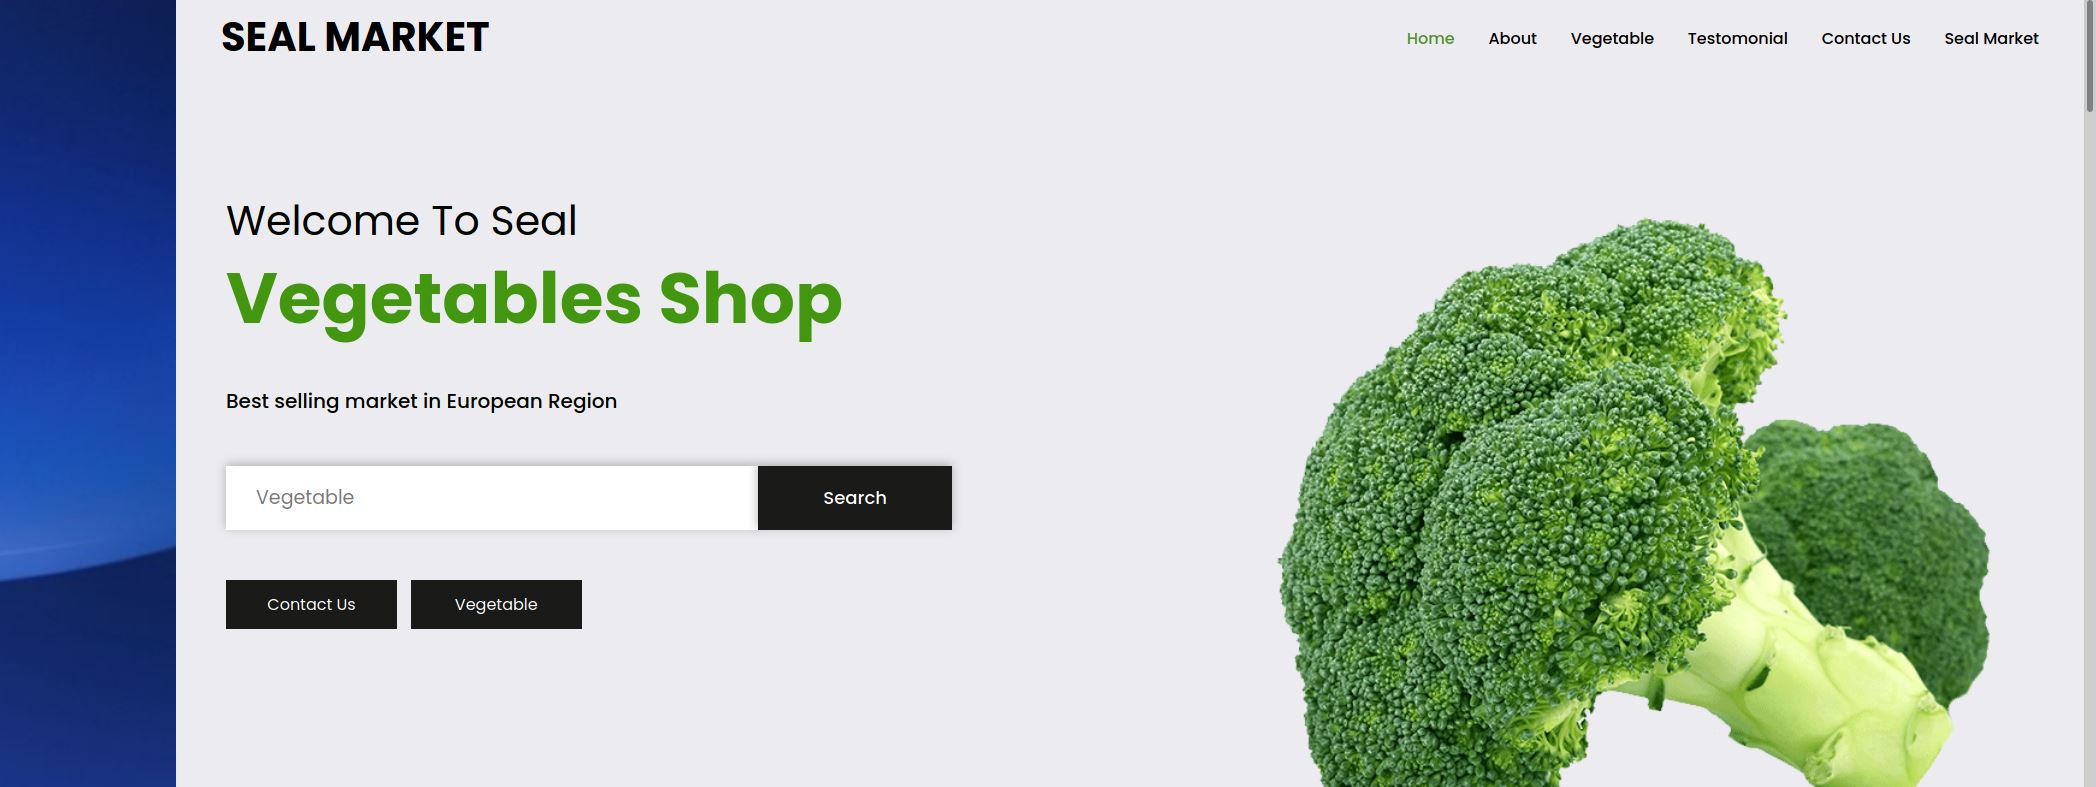 SEAL MARKET
Home About Vegetable Testomonial Contact Us Seal Market
Welcome To Seal
Vegetables Shop
Best selling market in European Region
Vegetable
Search
Contact Us
Vegetable